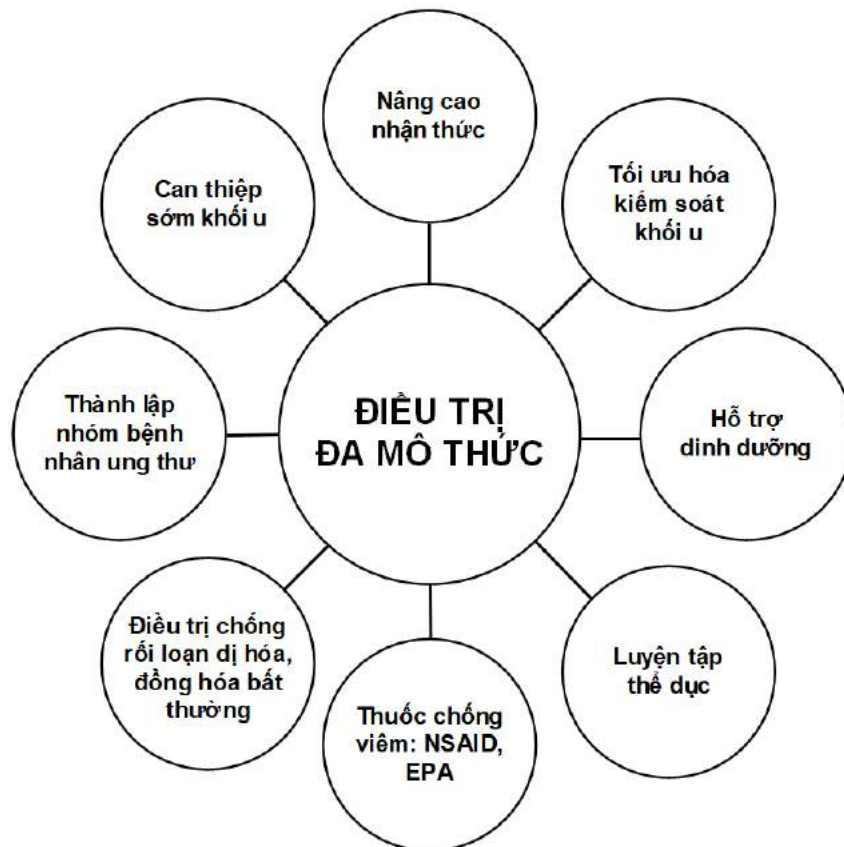 Nâng cao
nhận thức
Tối ưu hóa
kiểm soát
khối u
Hỗ trợ
dinh dưỡng
Luyện tập
thể dục
Thuốc chống
viêm: NSAID,
EPA
Điều trị chống
rối loạn dị hóa,
đồng hóa bất
thường
Thành lập
nhóm bệnh
nhân ung thư
Can thiệp
sớm khối u
ĐIỀU TRỊ
ĐA MÔ THỨC